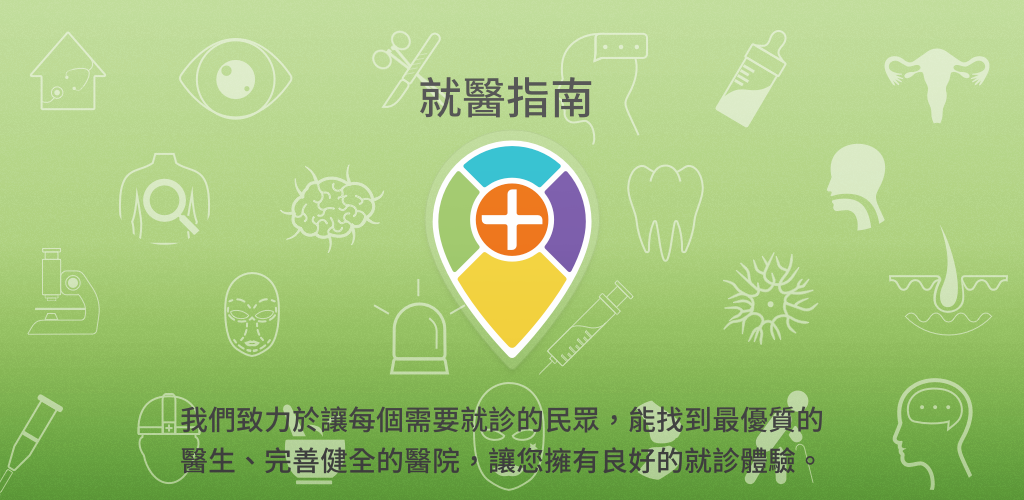 就醫指南
我們致力於讓每個需要就診的民眾，能找到最優質的
醫生、完善健全的醫院，讓您擁有良好的就診體驗。